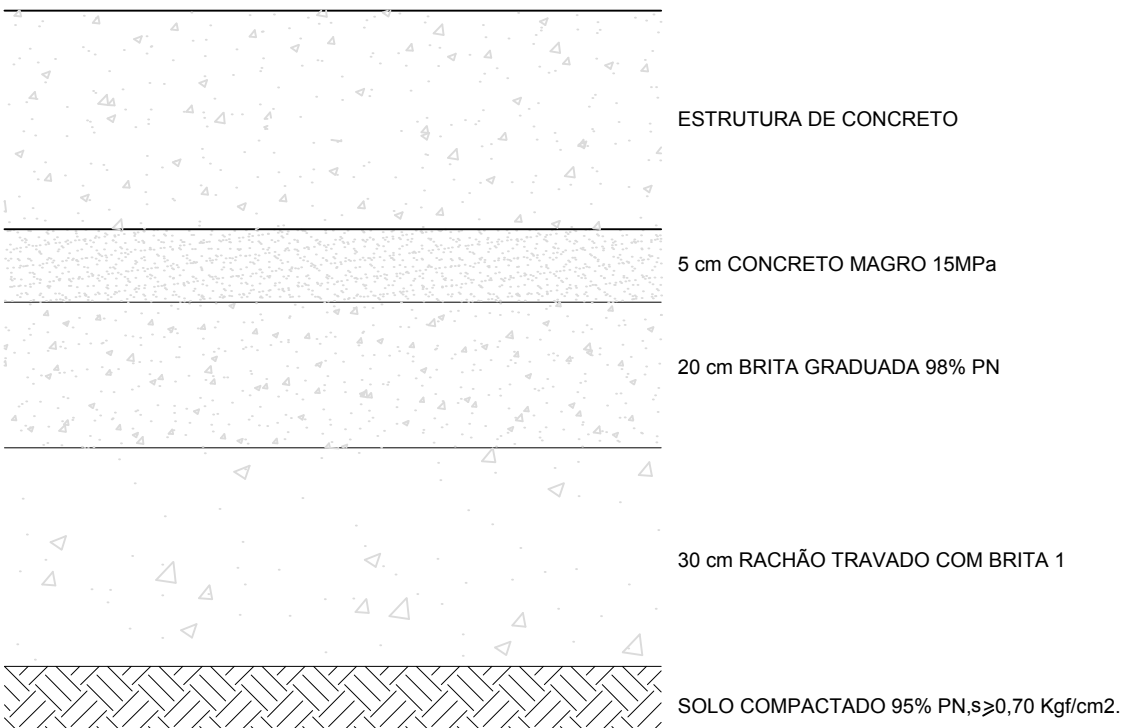 ESTRUTURA DE CONCRETO
5 cm CONCRETO MAGRO 15MPa
20 cm BRITA GRADUADA 98% PN
30 cm RACHÃO TRAVADO COM BRITA 1
SOLO COMPACTADO 95% PN,s⩾0,70 Kgf/cm2.